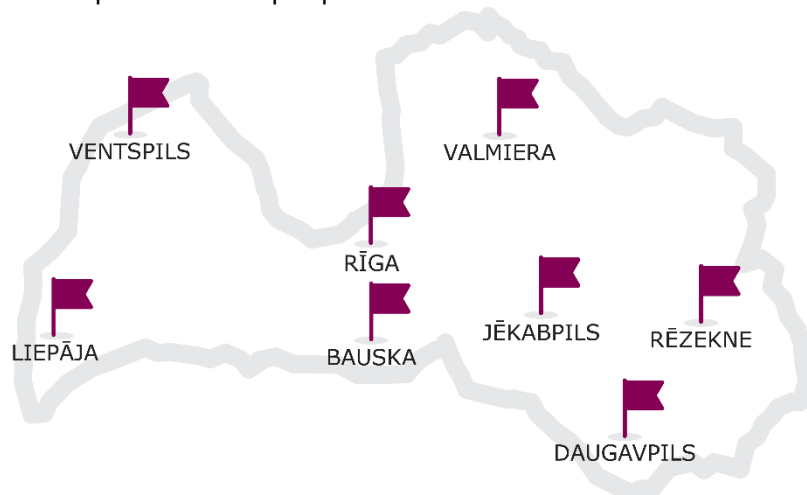 VENTSPILS
VALMIERA
RĪGA
JĒKABPILS
RĒZEKNE
LIEPĀJA
BAUSKA
DAUGAVPILS